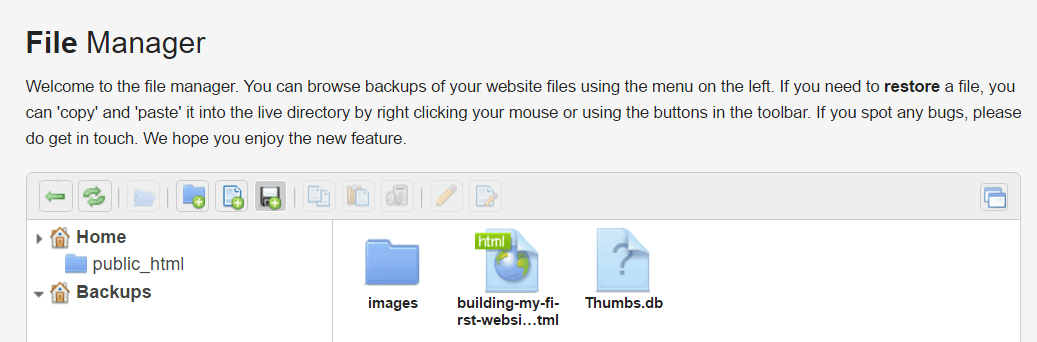 File Manager
Welcome to the file manager. You can browse backups of your website files using the menu on the left. If you need to restore a file, you
can 'copy' and 'paste' it into the live directory by right clicking your mouse or using the buttons in the toolbar. If you spot any bugs, please
do get in touch. We hope you enjoy the new feature.
Home
public_html
Backups
images
html
building-my-fi-
rst-websi...tml
Thumbs.db